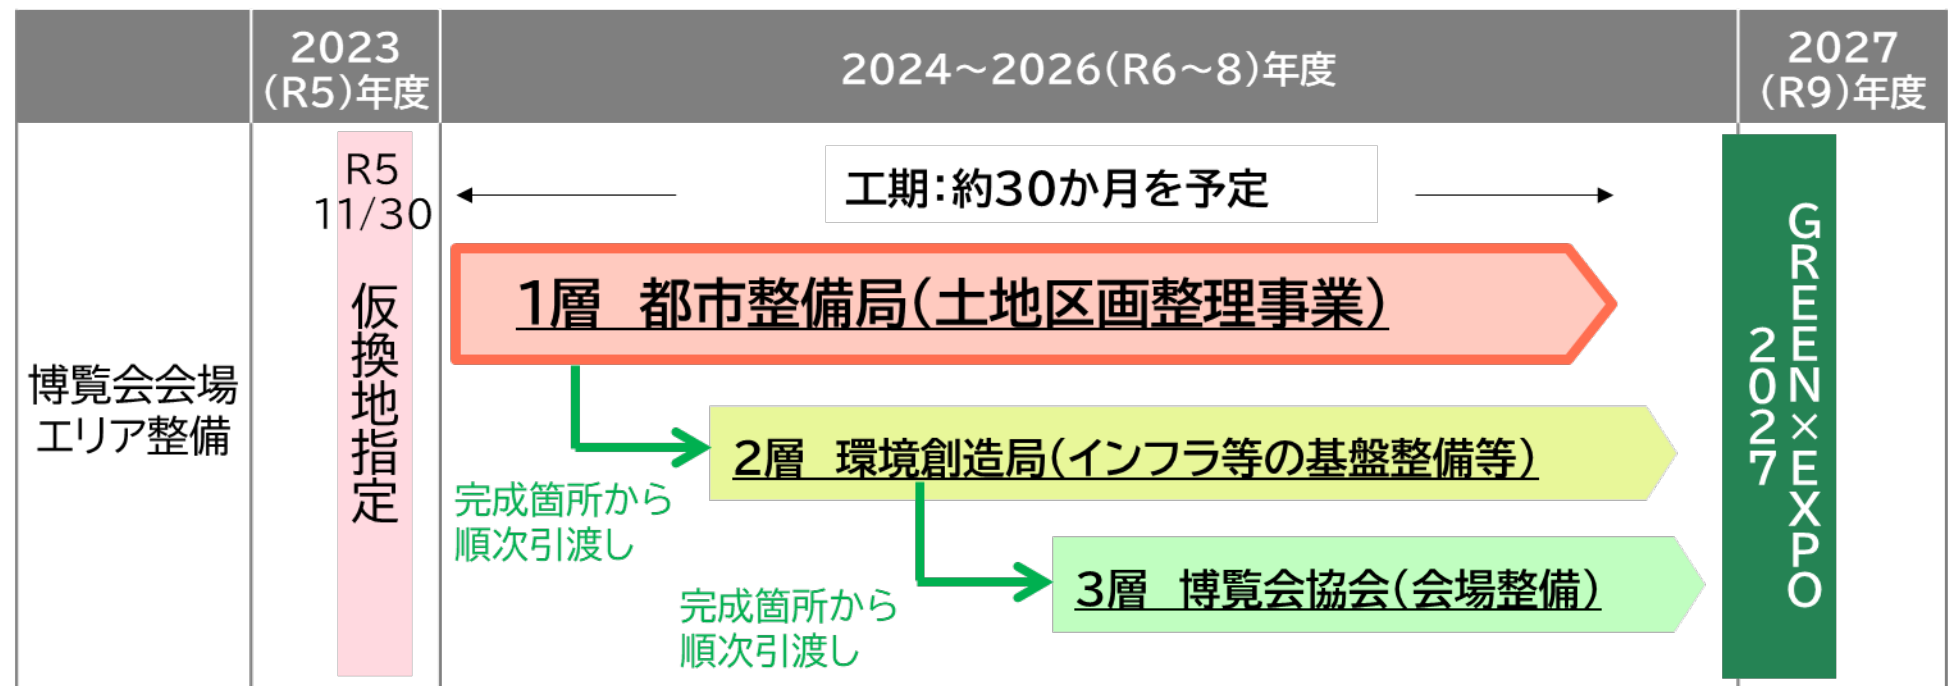 2023
(R5)年度
2024～2026(R6～8)年度
2027
(R9)年度
博覧会会場
エリア整備
R5
11/30
仮換地指定
工期：約30か月を予定
1層　都市整備局(土地区画整理事業)
完成箇所から
順次引渡し
2層　環境創造局(インフラ等の基盤整備等)
完成箇所から
順次引渡し
3層　博覧会協会(会場整備)
GREEN×EXPO
2027